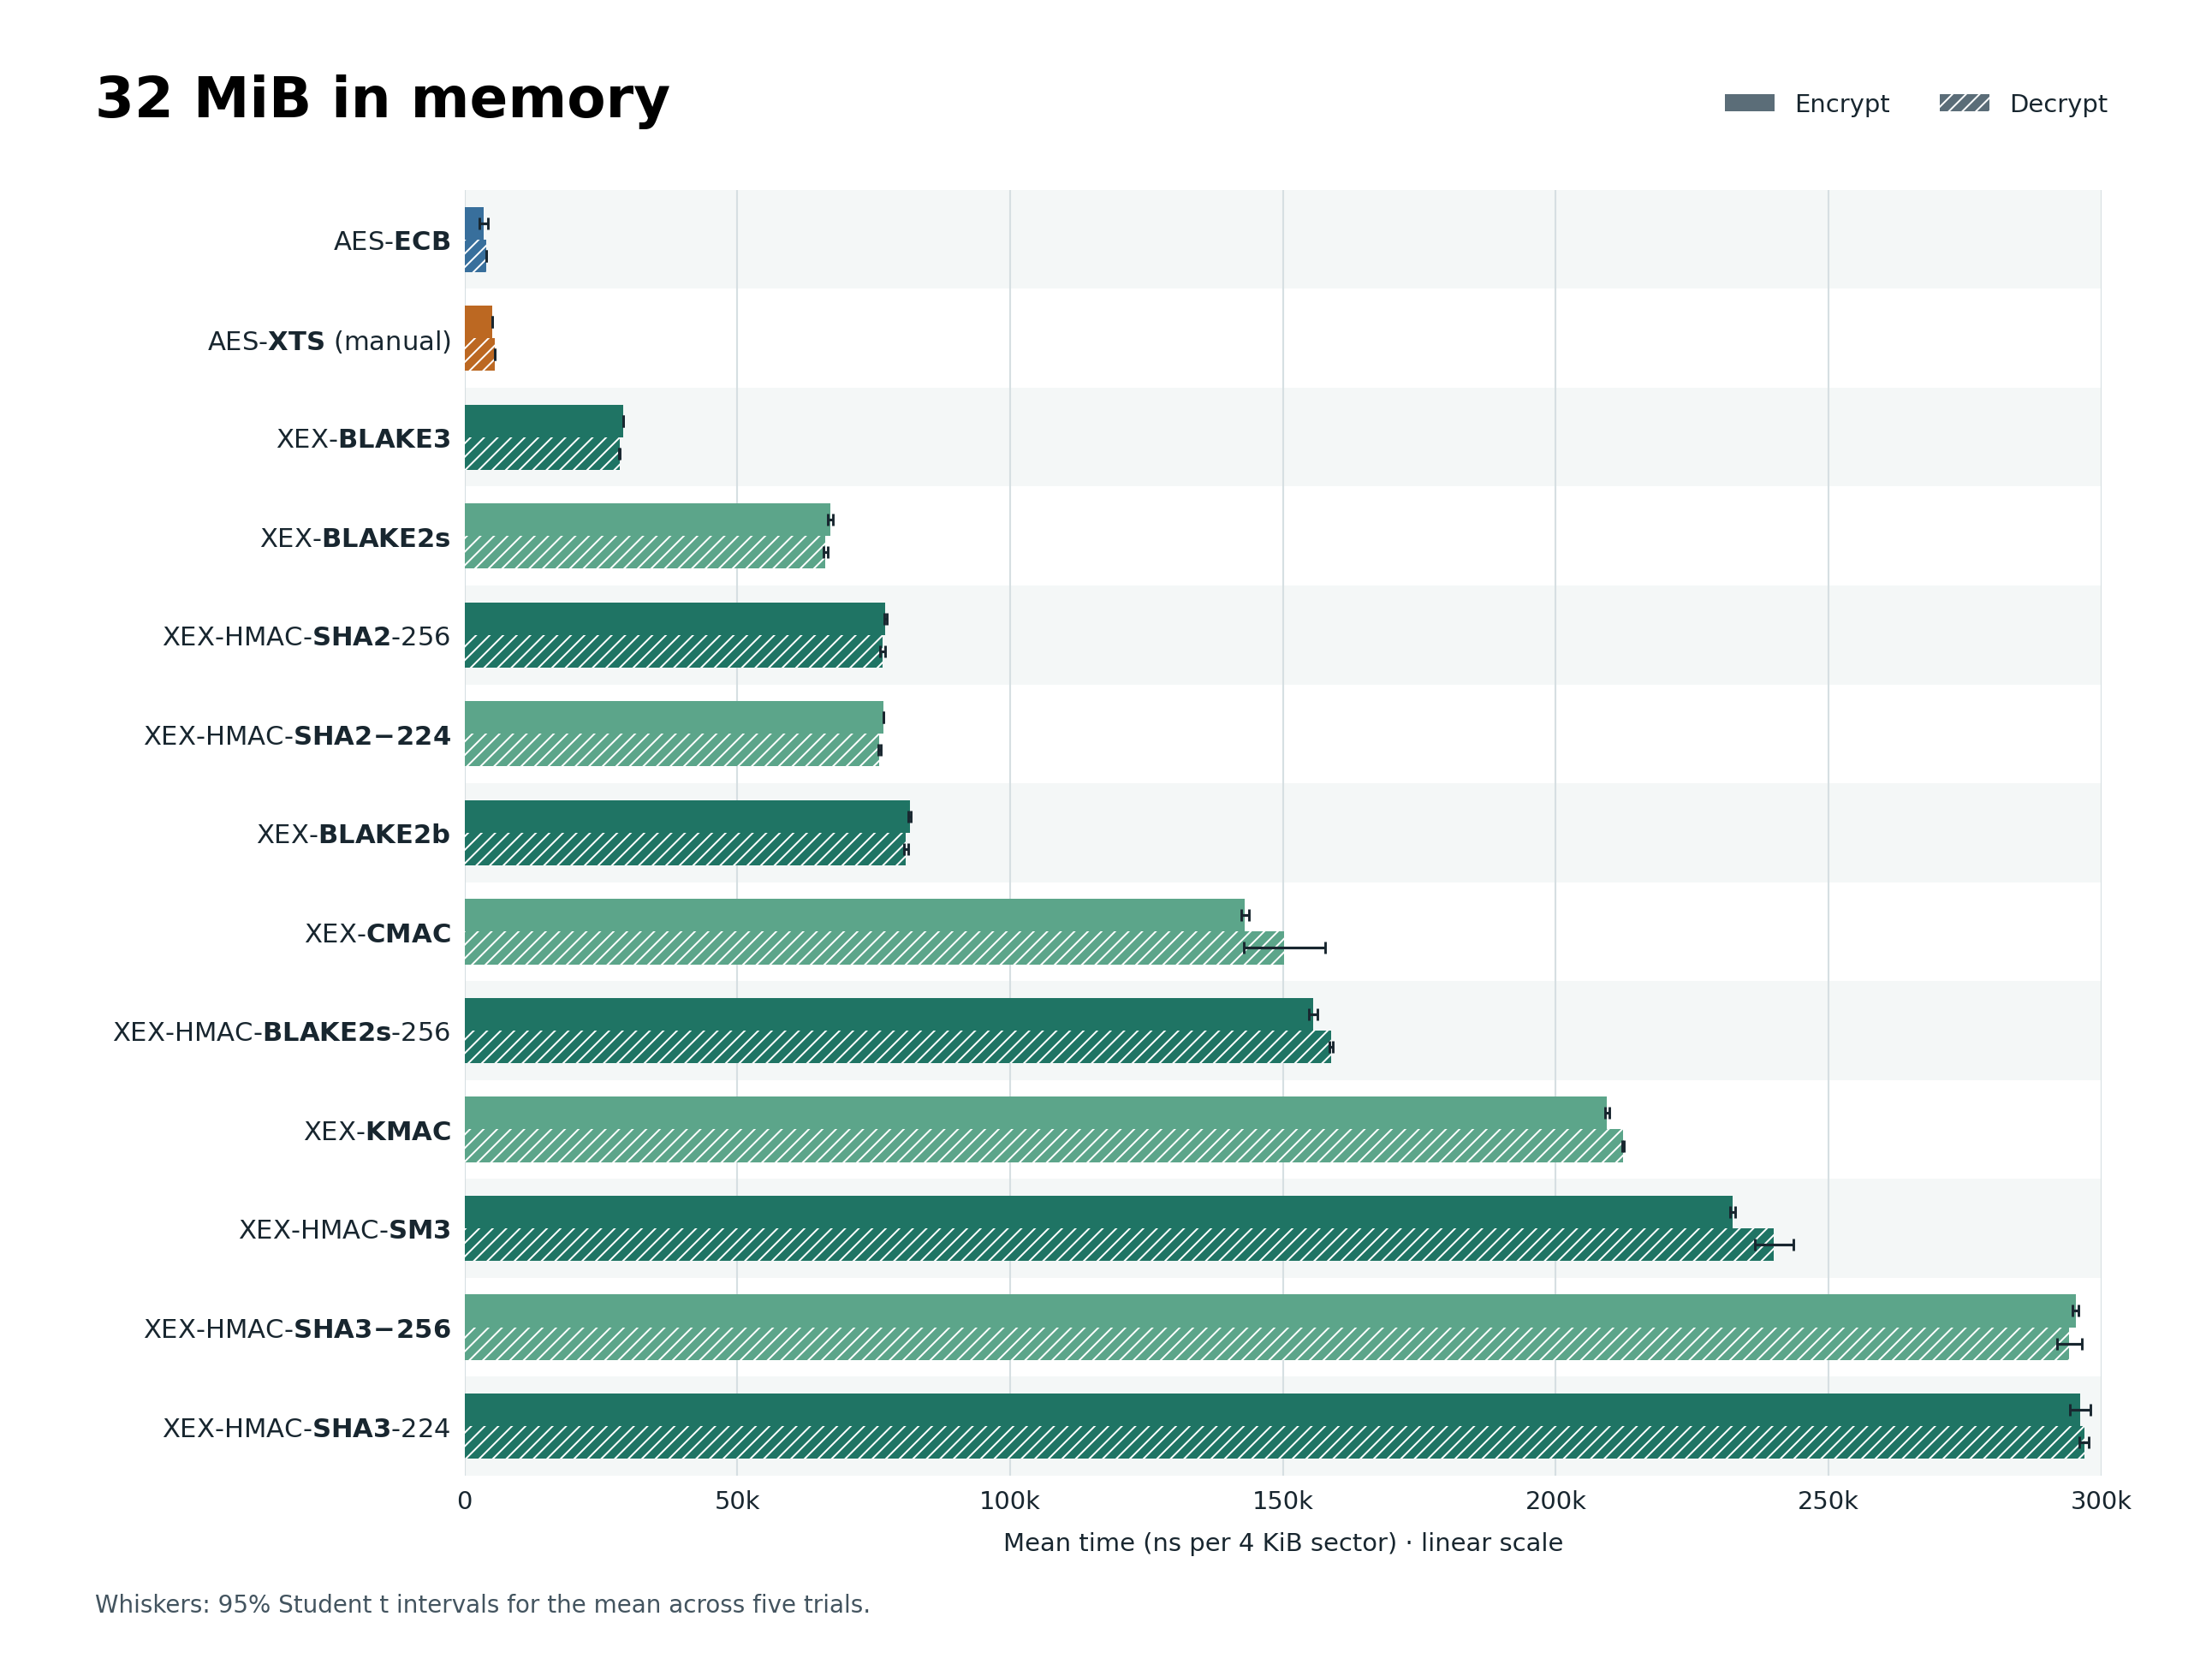 32 MiB in memory
Encrypt
Decrypt
AES-ECB
AES-XTS (manual)
XEX-BLAKE3
XEX-BLAKE2s
XEX-HMAC-SHA2-256
XEX-HMAC-SHA2−224
XEX-BLAKE2b
XEX-CMAC
XEX-HMAC-BLAKE2s-256
XEX-KMAC
XEX-HMAC-SM3
XEX-HMAC-SHA3−256
XEX-HMAC-SHA3-224
0 50k 100k 150k 200k 250k 300k
Mean time (ns per 4 KiB sector) · linear scale
Whiskers: 95% Student t intervals for the mean across five trials.